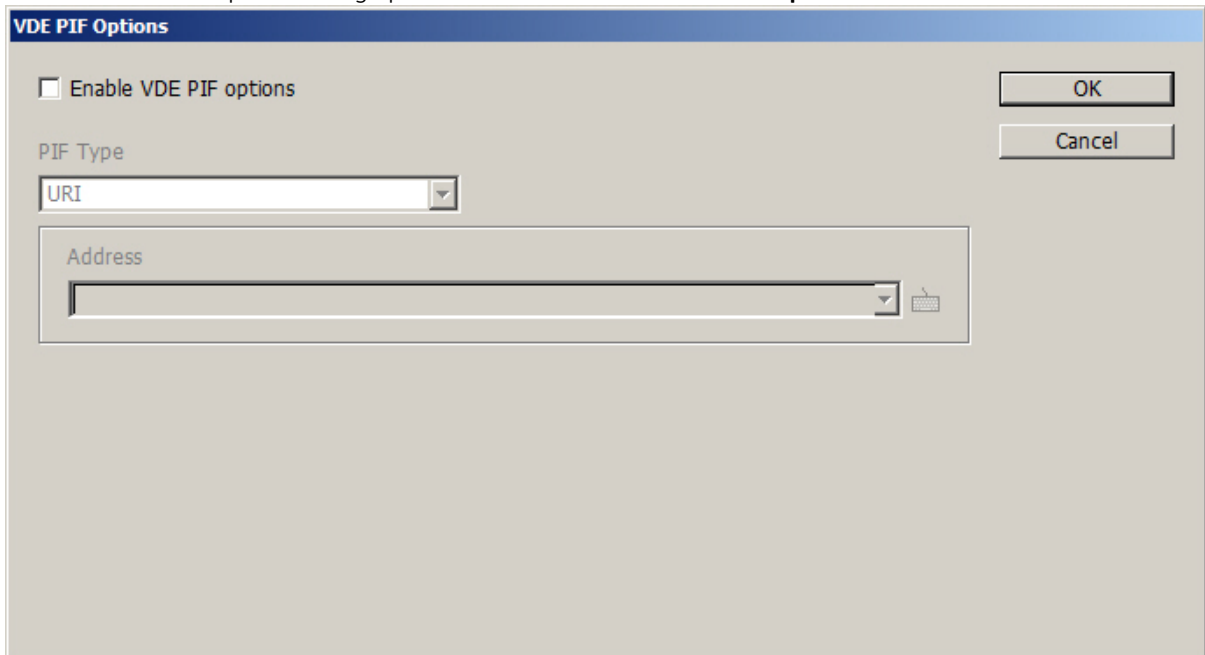 VDE PIF Options
Enable VDE PIF options
OK
Cancel
PIF Type
URI
Address